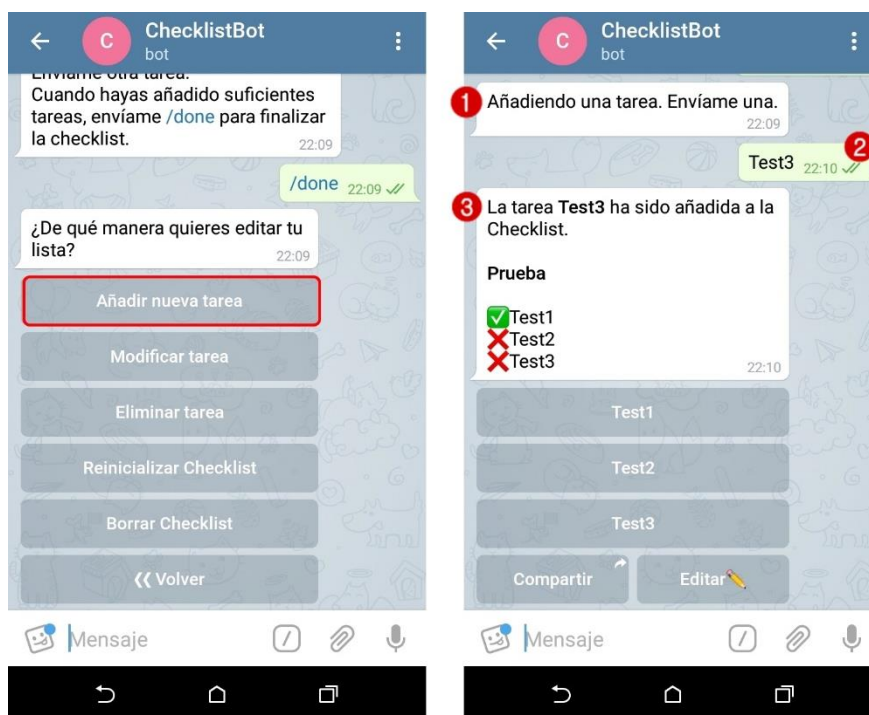 ChecklistBot
bot
Envíame otra tarea.
Cuando hayas añadido suficientes
tareas, envíame /done para finalizar
la checklist.
22:09
/done 22:09
¿De qué manera quieres editar tu
lista?
22:09
Añadir nueva tarea
Modificar tarea
Eliminar tarea
Reinicializar Checklist
Borrar Checklist
❮❮ Volver
Mensaje
C
ChecklistBot
bot
1
Añadiendo una tarea. Envíame una.
22:09
2
Test3 22:10
3
La tarea Test3 ha sido añadida a la
Checklist.
Prueba
✅Test1
❌Test2
❌Test3
22:10
Test1
Test2
Test3
Compartir
Editar✏️
Mensaje
C